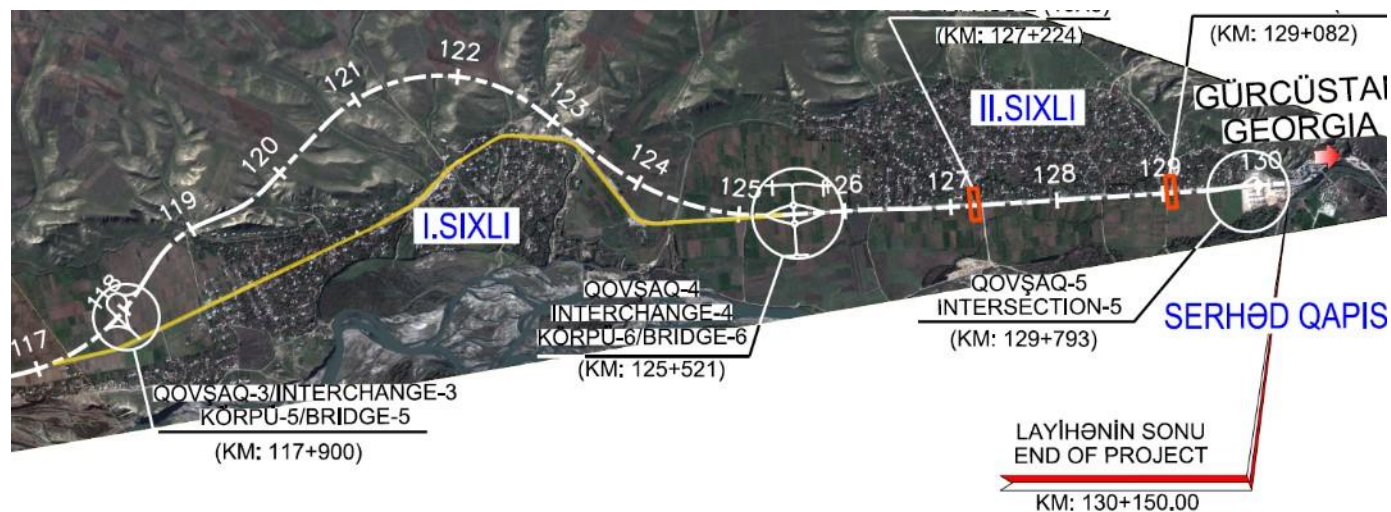 (KM: 127+224)
(KM: 129+082)
GÜRCÜSTAN
GEORGIA
II.SIXLI
I.SIXLI
117
118
119
120
121
122
123
124
125
126
127
128
129
130
QOVŞAQ-3/INTERCHANGE-3
KÖRPÜ-5/BRIDGE-5
(KM: 117+900)
QOVŞAQ-4
INTERCHANGE-4
KÖRPÜ-6/BRIDGE-6
(KM: 125+521)
QOVŞAQ-5
INTERSECTION-5
(KM: 129+793)
SERHƏD QAPIS
LAYİHƏNİN SONU
END OF PROJECT
KM: 130+150.00